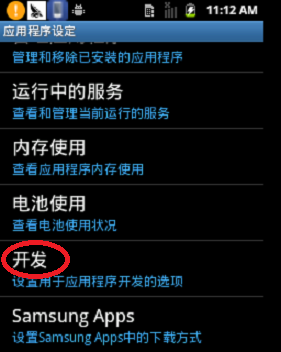 11:12 AM
应用程序设定
管理和移除已安装的应用程序
运行中的服务
查看和管理当前运行的服务
内存使用
查看应用程序内存使用
电池使用
查看电池使用状况
开发
设置用于应用程序开发的选项
Samsung Apps
设置Samsung Apps中的下载方式